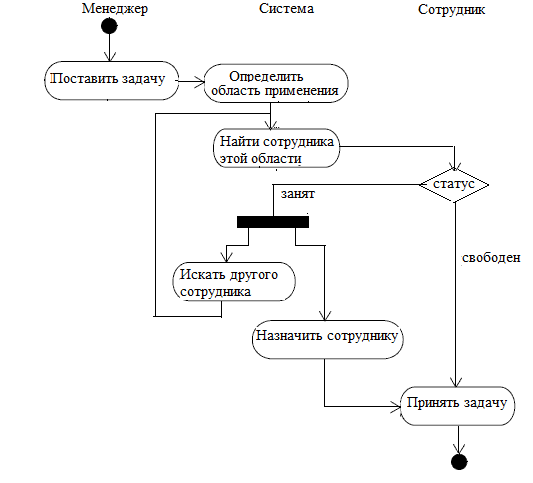 Менеджер
Система
Сотрудник
Поставить задачу
Определить
область применения
Найти сотрудника
этой области
статус
занят
свободен
Искать другого
сотрудника
Назначить сотруднику
Принять задачу